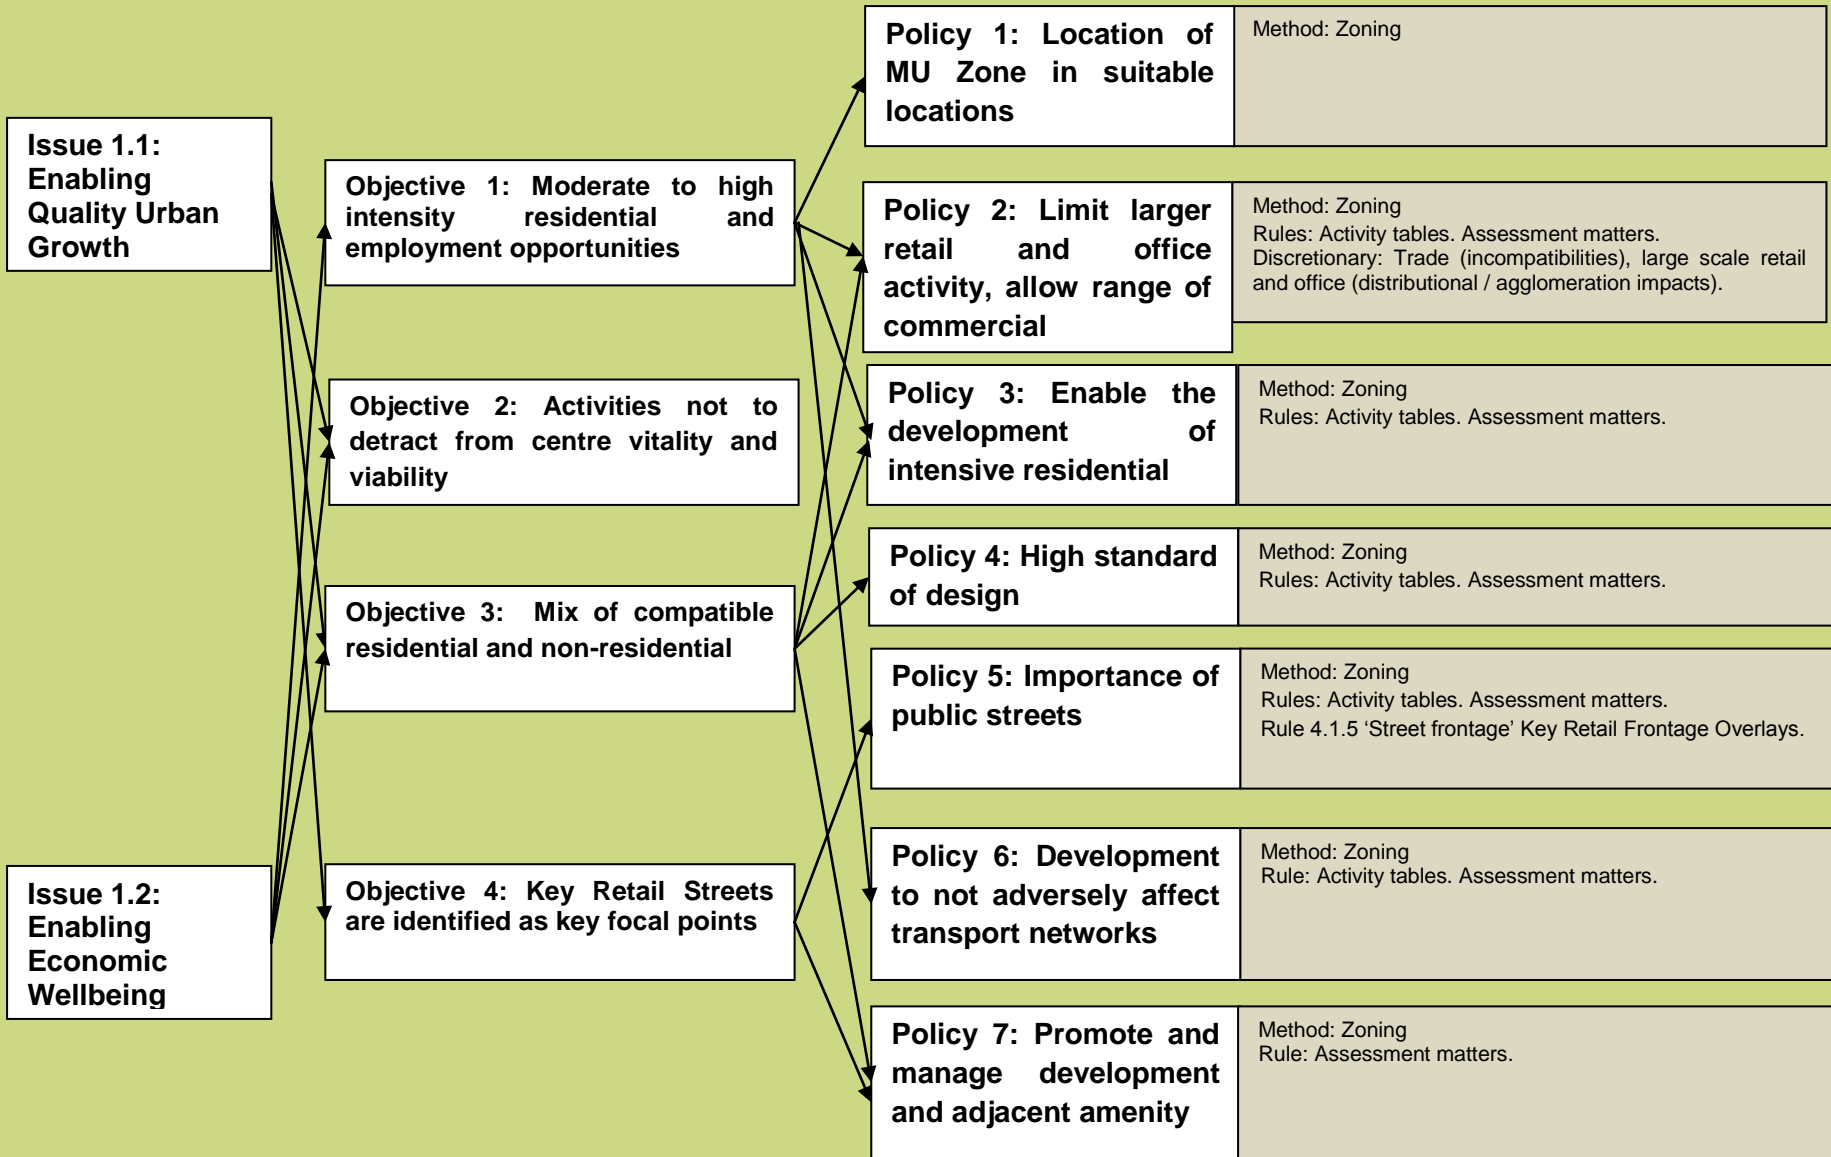 Issue 1.1:
Enabling
Quality Urban
Growth
Issue 1.2:
Enabling
Economic
Wellbeing
Objective 1: Moderate to high
intensity residential and
employment opportunities
Objective 2: Activities not to
detract from centre vitality and
viability
Objective 3: Mix of compatible
residential and non-residential
Objective 4: Key Retail Streets
are identified as key focal points
Policy 1: Location of
MU Zone in suitable
locations
Method: Zoning
Policy 2: Limit larger
retail and office
activity, allow range of
commercial
Method: Zoning
Rules: Activity tables. Assessment matters.
Discretionary: Trade (incompatibilities), large scale retail
and office (distributional / agglomeration impacts).
Policy 3: Enable the
development of
intensive residential
Method: Zoning
Rules: Activity tables. Assessment matters.
Policy 4: High standard
of design
Method: Zoning
Rules: Activity tables. Assessment matters.
Policy 5: Importance of
public streets
Method: Zoning
Rules: Activity tables. Assessment matters.
Rule 4.1.5 ‘Street frontage’ Key Retail Frontage Overlays.
Policy 6: Development
to not adversely affect
transport networks
Method: Zoning
Rule: Activity tables. Assessment matters.
Policy 7: Promote and
manage development
and adjacent amenity
Method: Zoning
Rule: Assessment matters.